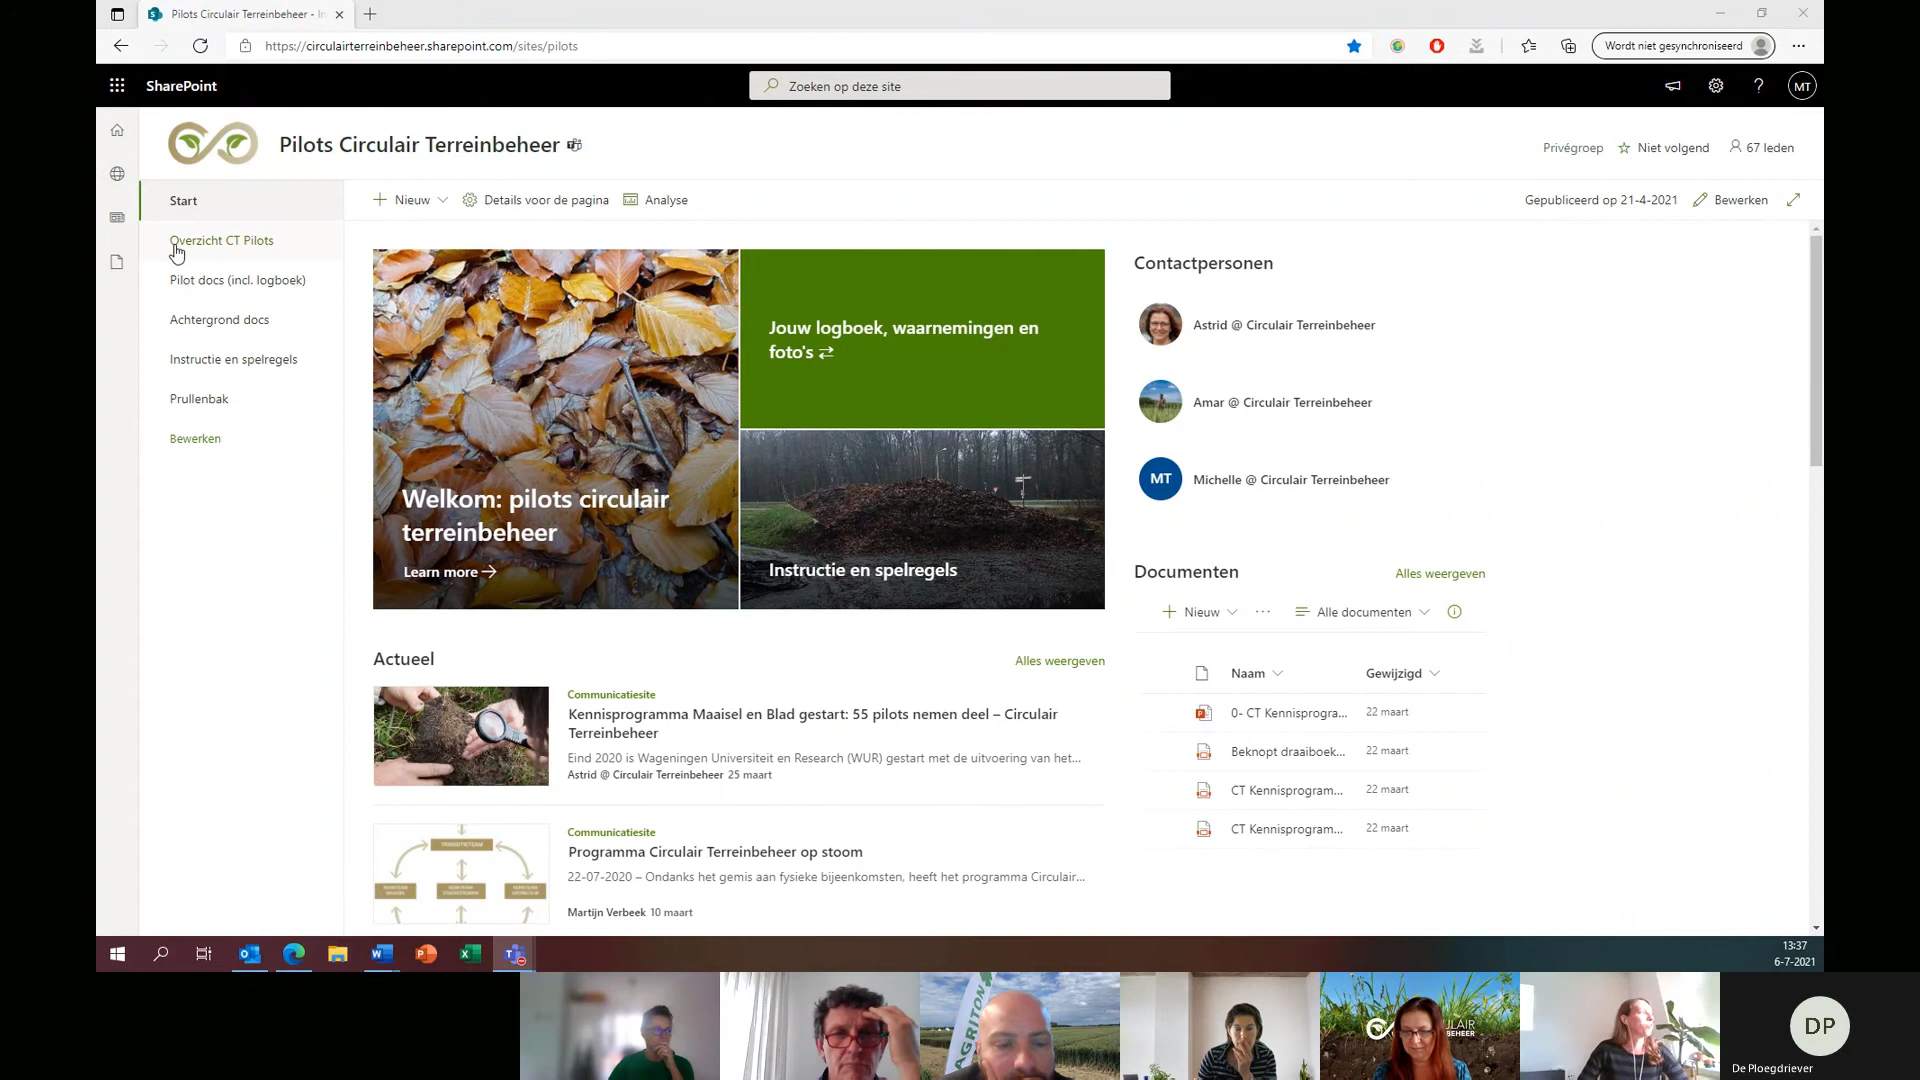 Pilots Circulair Terreinbeheer - In
https://circulairterreinbeheer.sharepoint.com/sites/pilots
Wordt niet gesynchroniseerd
SharePoint
Zoeken op deze site
MT
Pilots Circulair Terreinbeheer
Privégroep
Niet volgend
67 leden
Start
Overzicht CT Pilots
Pilot docs (incl. logboek)
Achtergrond docs
Instructie en spelregels
Prullenbak
Bewerken
Nieuw
Details voor de pagina
Analyse
Gepubliceerd op 21-4-2021
Bewerken
Welkom: pilots circulair
terreinbeheer
Learn more
Jouw logboek, waarnemingen en
foto's
Instructie en spelregels
Contactpersonen
Astrid @ Circulair Terreinbeheer
Amar @ Circulair Terreinbeheer
MT
Michelle @ Circulair Terreinbeheer
Documenten
Alles weergeven
Nieuw
Alle documenten
Naam
Gewijzigd
0- CT Kennisprogra...
22 maart
Beknopt draaiboek...
22 maart
CT Kennisprogram...
22 maart
CT Kennisprogram...
22 maart
Actueel
Alles weergeven
Communicatiesite
Kennisprogramma Maaisel en Blad gestart: 55 pilots nemen deel – Circulair
Terreinbeheer
Eind 2020 is Wageningen Universiteit en Research (WUR) gestart met de uitvoering van het...
Astrid @ Circulair Terreinbeheer 25 maart
TRANSITIETEAM
Communicatiesite
Programma Circulair Terreinbeheer op stoom
22-07-2020 – Ondanks het gemis aan fysieke bijeenkomsten, heeft het programma Circulair...
Martijn Verbeek 10 maart
13:37
6-7-2021
AGRITON
DP
De Ploegdriever